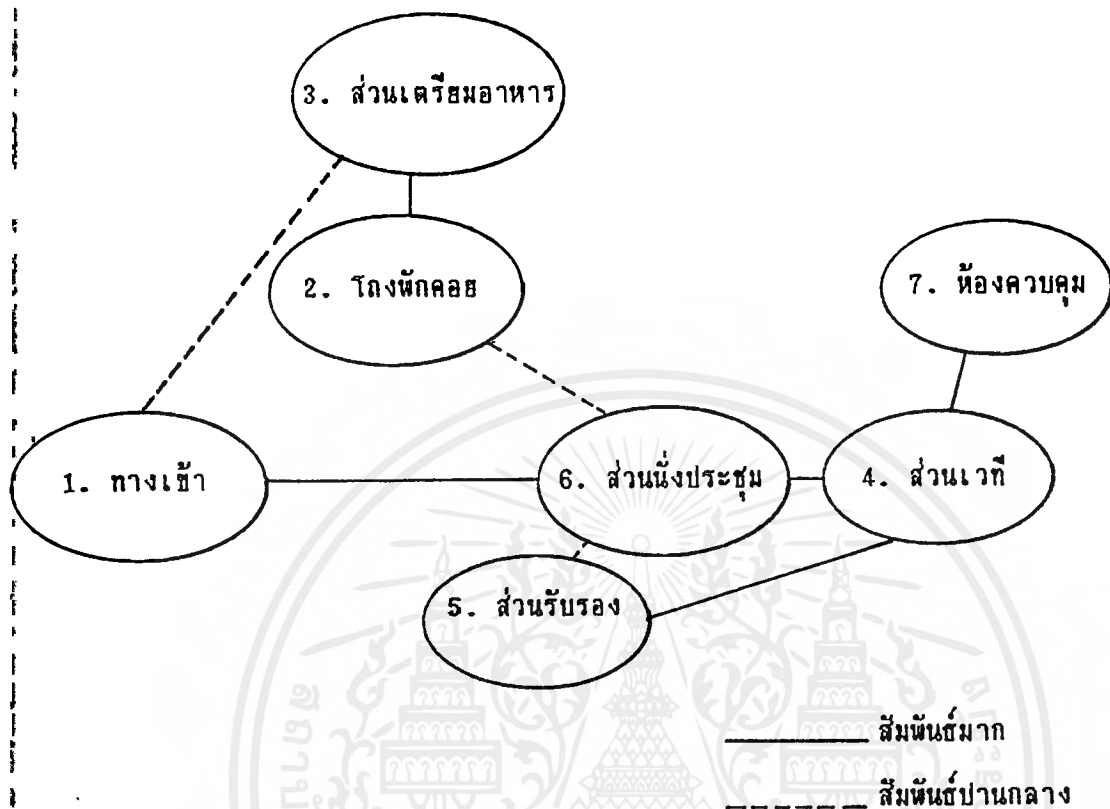 3. ส่วนเตรียมอาหาร
2. โถงพักคอย
7. ห้องควบคุม
1. ทางเข้า
6. ส่วนนั่งประชุม
4. ส่วนเวที
5. ส่วนรับรอง
สัมพันธ์มาก
สัมพันธ์ปานกลาง